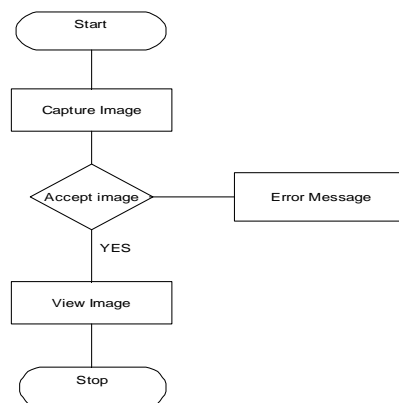 Start
Capture Image
Accept image
Error Message
YES
View Image
Stop